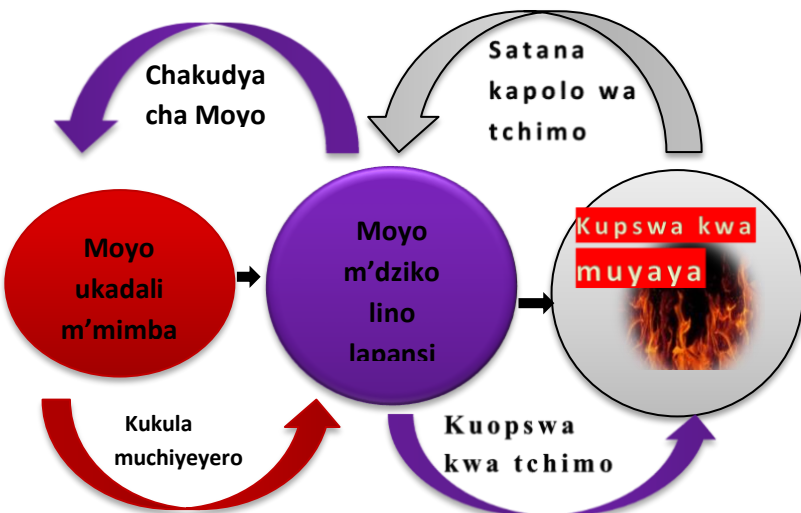 Chakudya
cha Moyo
Satana
kapolo wa
tchimo
Moyo
ukadali
m’mimba
Moyo
m’dziko
lino
lapansi
Kupswa kwa
muyaya
Kukula
muchiyeyero
Kuopswa
kwa tchimo